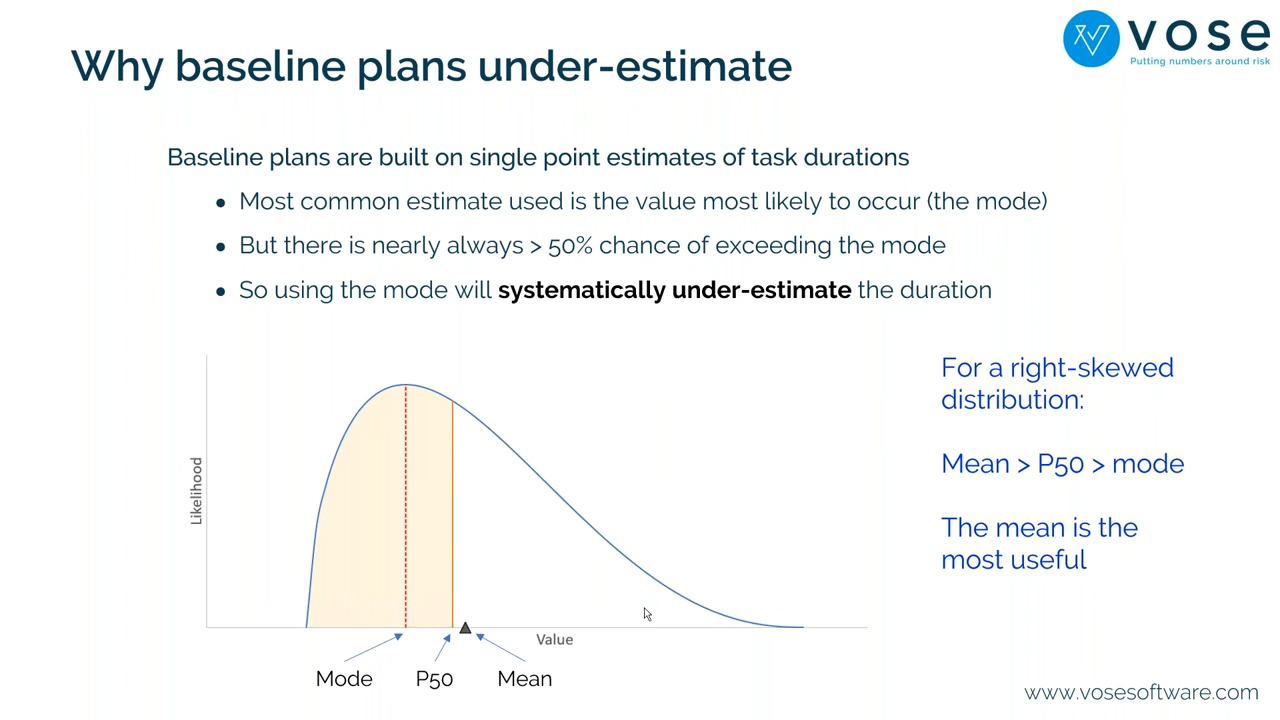 vose
Putting numbers around risk
Why baseline plans under-estimate
Baseline plans are built on single point estimates of task durations
• Most common estimate used is the value most likely to occur (the mode)
• But there is nearly always > 50% chance of exceeding the mode
• So using the mode will systematically under-estimate the duration
For a right-skewed
distribution:
Mean > P50 > mode
The mean is the
most useful
Likelihood
Value
Mode
P50
Mean
www.vosesoftware.com